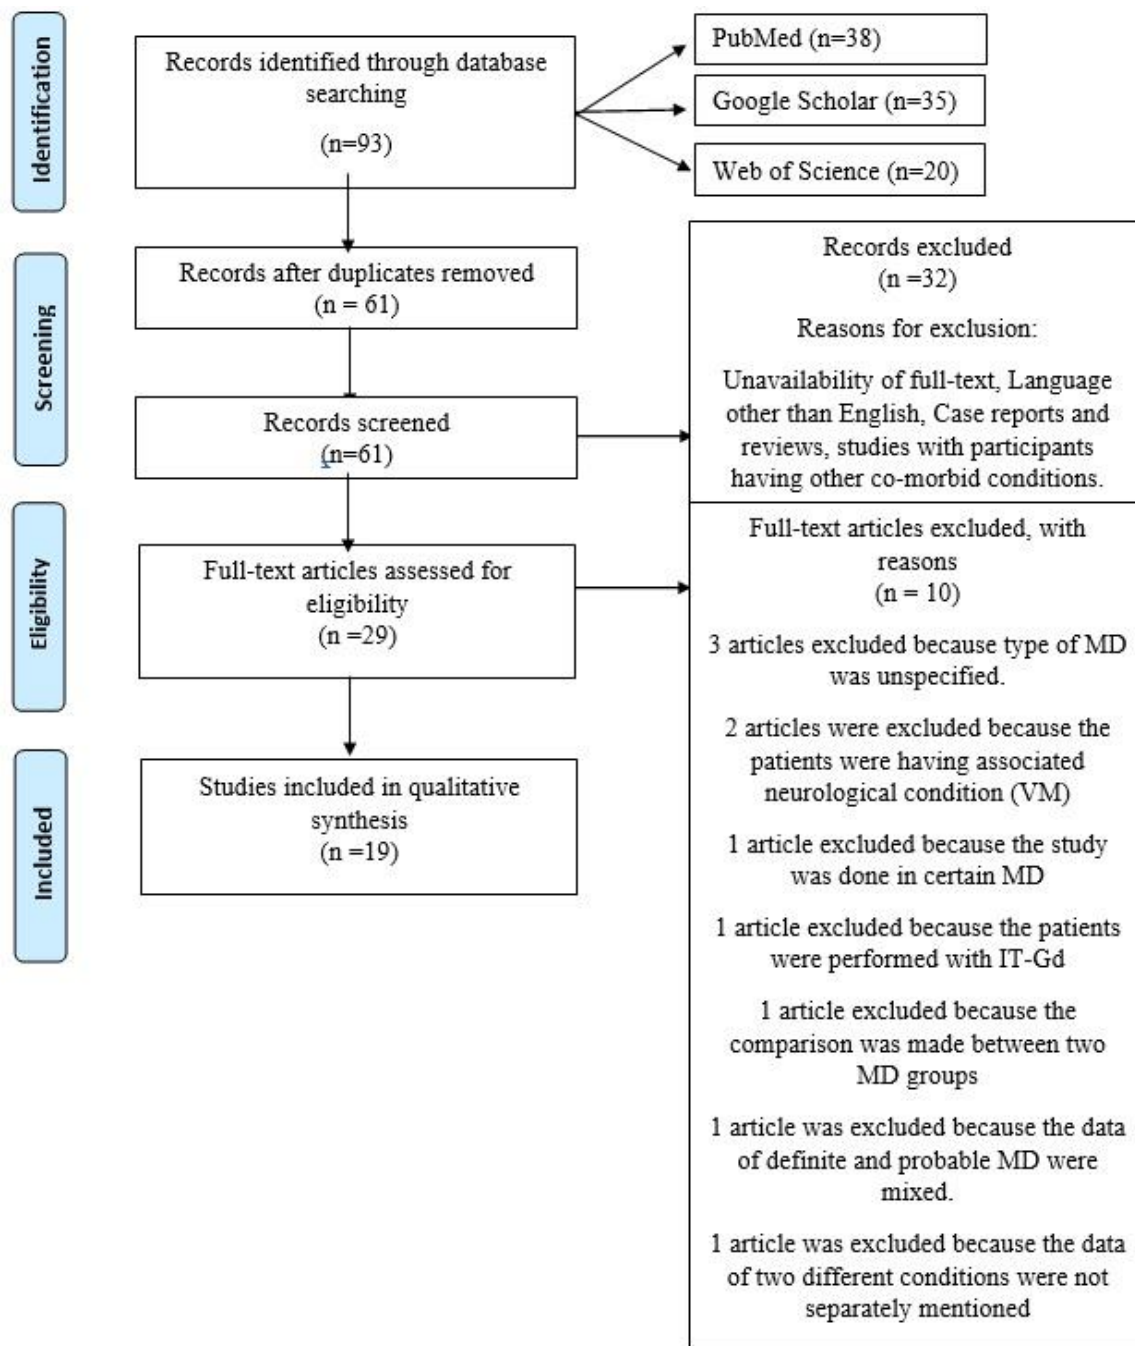 Identification
Records identified through database
searching
(n=93)
PubMed (n=38)
Google Scholar (n=35)
Web of Science (n=20)
Screening
Records after duplicates removed
(n = 61)
Records screened
(n=61)
Records excluded
(n =32)
Reasons for exclusion:
Unavailability of full-text, Language
other than English, Case reports and
reviews, studies with participants
having other co-morbid conditions.
Eligibility
Full-text articles assessed for
eligibility
(n =29)
Full-text articles excluded, with
reasons
(n = 10)
3 articles excluded because type of MD
was unspecified.
2 articles were excluded because the
patients were having associated
neurological condition (VM)
1 article excluded because the study
was done in certain MD
1 article excluded because the patients
were performed with IT-Gd
1 article excluded because the
comparison was made between two
MD groups
1 article was excluded because the data
of definite and probable MD were
mixed.
1 article was excluded because the data
of two different conditions were not
separately mentioned
Included
Studies included in qualitative
synthesis
(n =19)